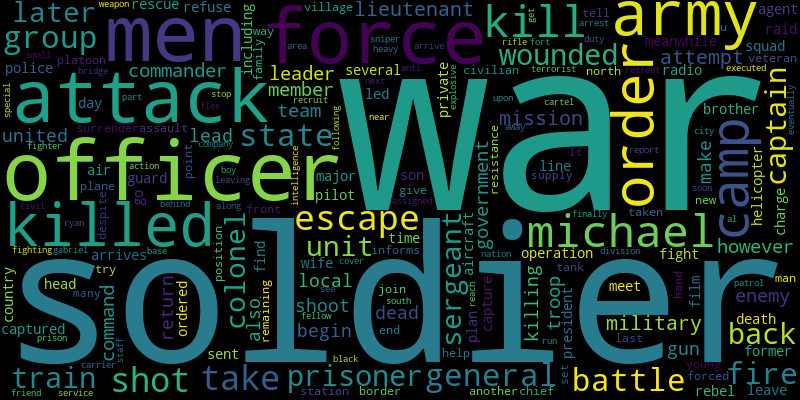 later
weapon
rescue
refuse
village
kill
tell
army
agent
group
men
force
lieutenant
way
get
arrest
u
raid
police
platoon
including
family
area
sniper
heavy
arrive
wounded
rifle
fort
duty
meanwhile
attempt
squad
veteran
small
bridge
commander
leader
several
anti
civilian
terrorist
north
radio
retreat
executed
special
attack
day
part
stop
flee
member
led
next
private
explosive
order
cartel
brother
captain
eventually
surrender
assault
recruit
team
near
War
upon
mission
camp
united
lead
state
following
away
resistance
line
lt
report
city
make
fighter
company
action
air
point
intelligence
major
son
supply
soon
new
helicopter
charge
officer
plane
guard
boy
leaving
pilot
give
assigned
government
taken
al
despite
go
killed
civil
ryan
behind
along
front
escape
michael
finally
however
fighting
gabriel
base
position
colonel
unit
time
sergeant
aircraft
operation
division
fight
arrives
find
wife
cover
informs
nation
tank
patrol
man
country
head
try
return
ordered
also
remaining
local
see
join
south
plan
reach
capture
killing
troop
president
meet
hand
film
enemy
soldier
many
command
shoot
dead
military
death
captured
begin
end
fellow
last
back
prison
carrier
staff
sent
black
help
run
set
gun
former
young
forced
train
shot
take
prisoner
general
battle
rebel
fire
friend
service
station
border
another
chief
leave